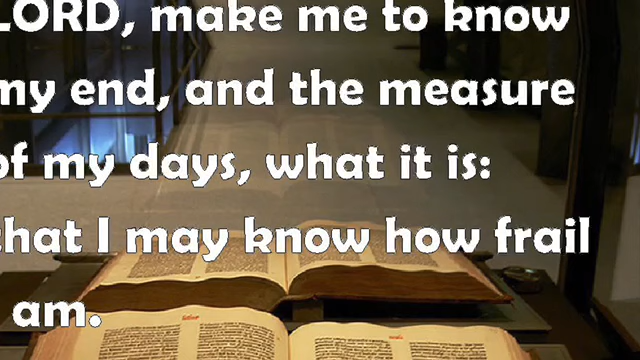 LORD, make me to know
my end, and the measure
of my days, what it is:
that I may know how frail
am.